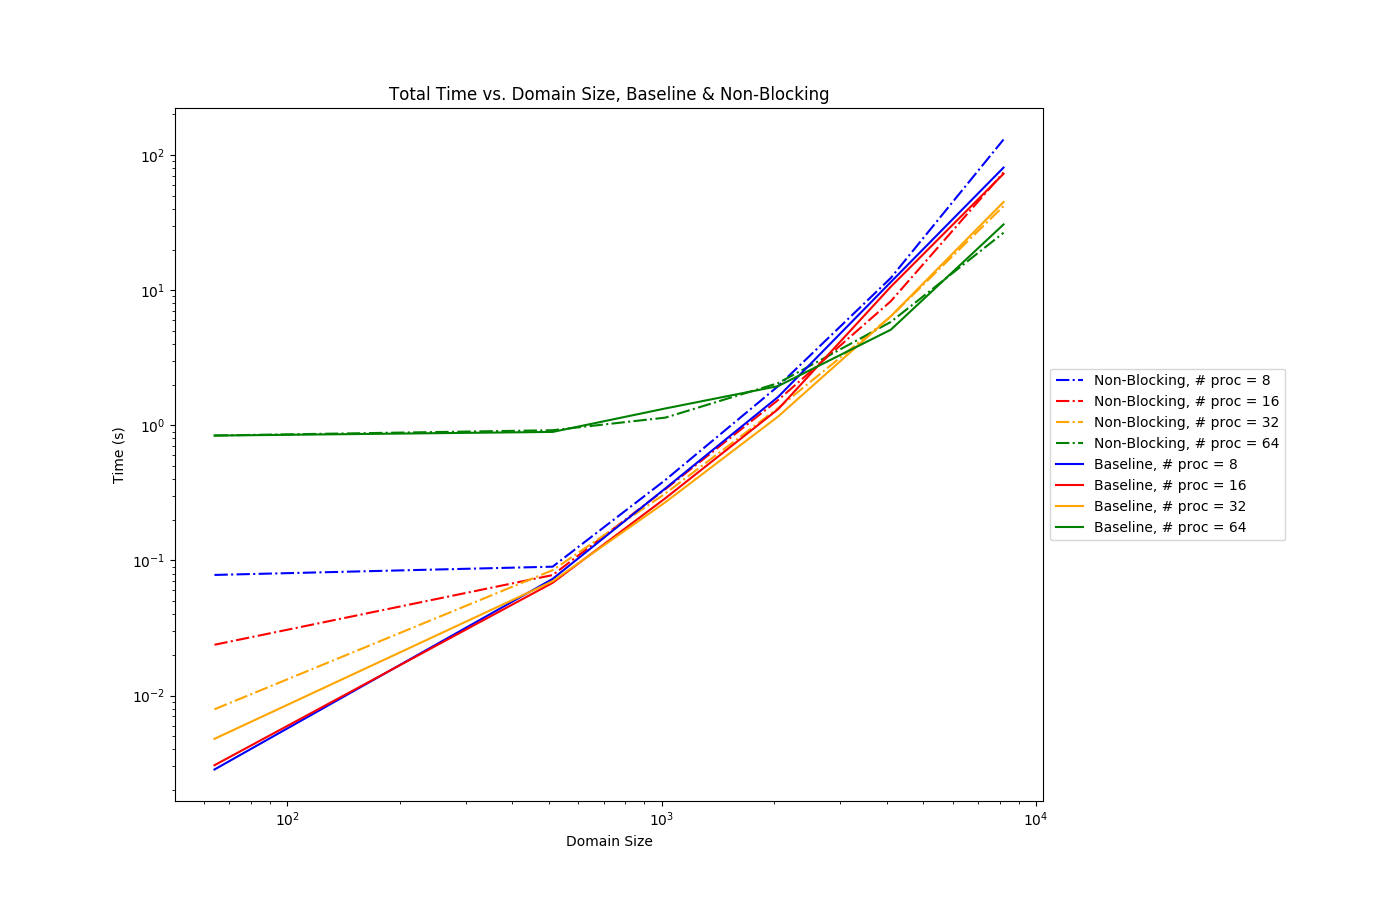 Total Time vs. Domain Size, Baseline & Non-Blocking
Time (s)
10²
10¹
10⁰
10⁻¹
10⁻²
10² 10³ 10⁴
Domain Size
Non-Blocking, # proc = 8
Non-Blocking, # proc = 16
Non-Blocking, # proc = 32
Non-Blocking, # proc = 64
Baseline, # proc = 8
Baseline, # proc = 16
Baseline, # proc = 32
Baseline, # proc = 64